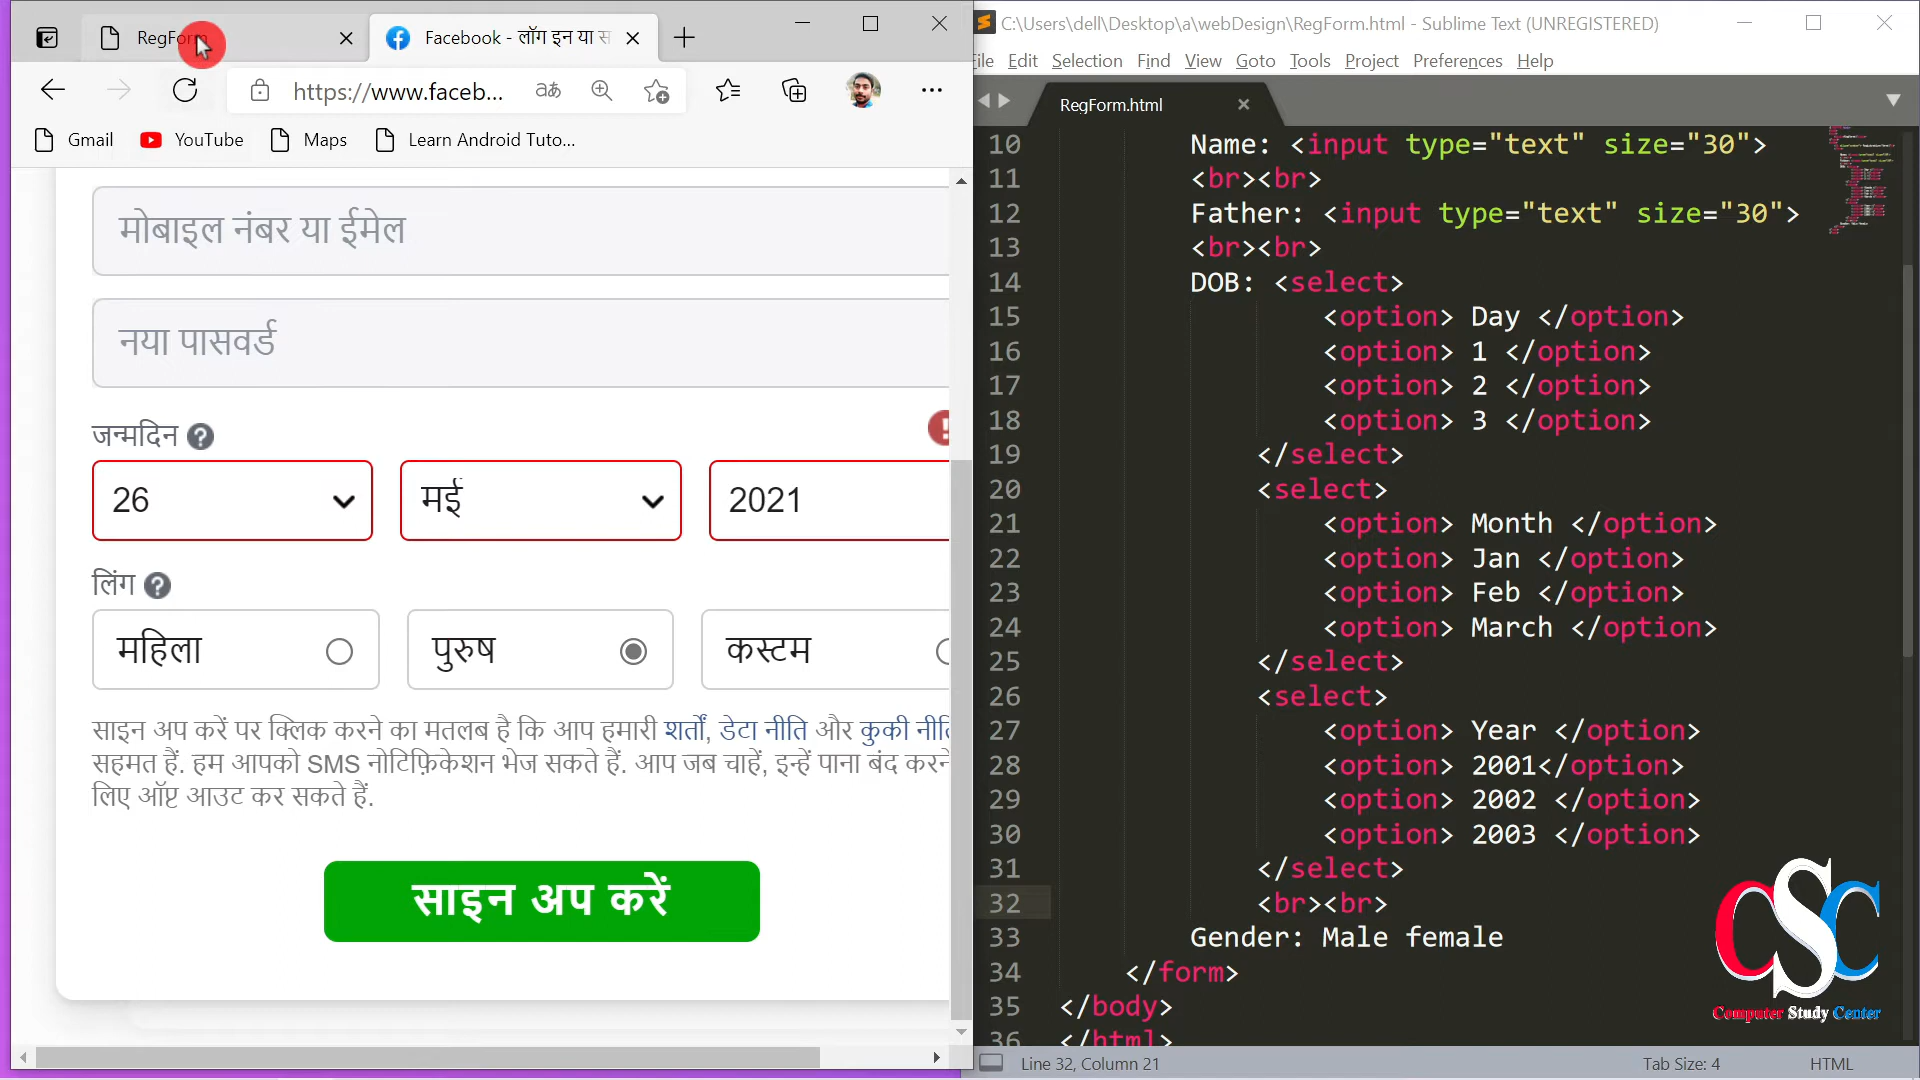 RegForm
Facebook - लॉग इन या स
https://www.faceb...
Gmail
YouTube
Maps
Learn Android Tuto...
मोबाइल नंबर या ईमेल
नया पासवर्ड
जन्मदिन
26
मई
2021
लिंग
महिला
पुरुष
कस्टम
साइन अप करें पर क्लिक करने का मतलब है कि आप हमारी शर्तों, डेटा नीति और कुकी नीति
सहमत हैं. हम आपको SMS नोटिफ़िकेशन भेज सकते हैं. आप जब चाहें, इन्हें पाना बंद करने
लिए ऑप्ट आउट कर सकते हैं.
साइन अप करें
C:\Users\dell\Desktop\a\webDesign\RegForm.html - Sublime Text (UNREGISTERED)
ile Edit Selection Find View Goto Tools Project Preferences Help
RegForm.html
10 Name: <input type="text" size="30">
11 <br><br>
12 Father: <input type="text" size="30">
13 <br><br>
14 DOB: <select>
15 <option> Day </option>
16 <option> 1 </option>
17 <option> 2 </option>
18 <option> 3 </option>
19 </select>
20 <select>
21 <option> Month </option>
22 <option> Jan </option>
23 <option> Feb </option>
24 <option> March </option>
25 </select>
26 <select>
27 <option> Year </option>
28 <option> 2001</option>
29 <option> 2002 </option>
30 <option> 2003 </option>
31 </select>
32 <br><br>
33 Gender: Male female
34 </form>
35 </body>
36 </html>
CSC
Computer Study Center
Line 32, Column 21
Tab Size: 4
HTML